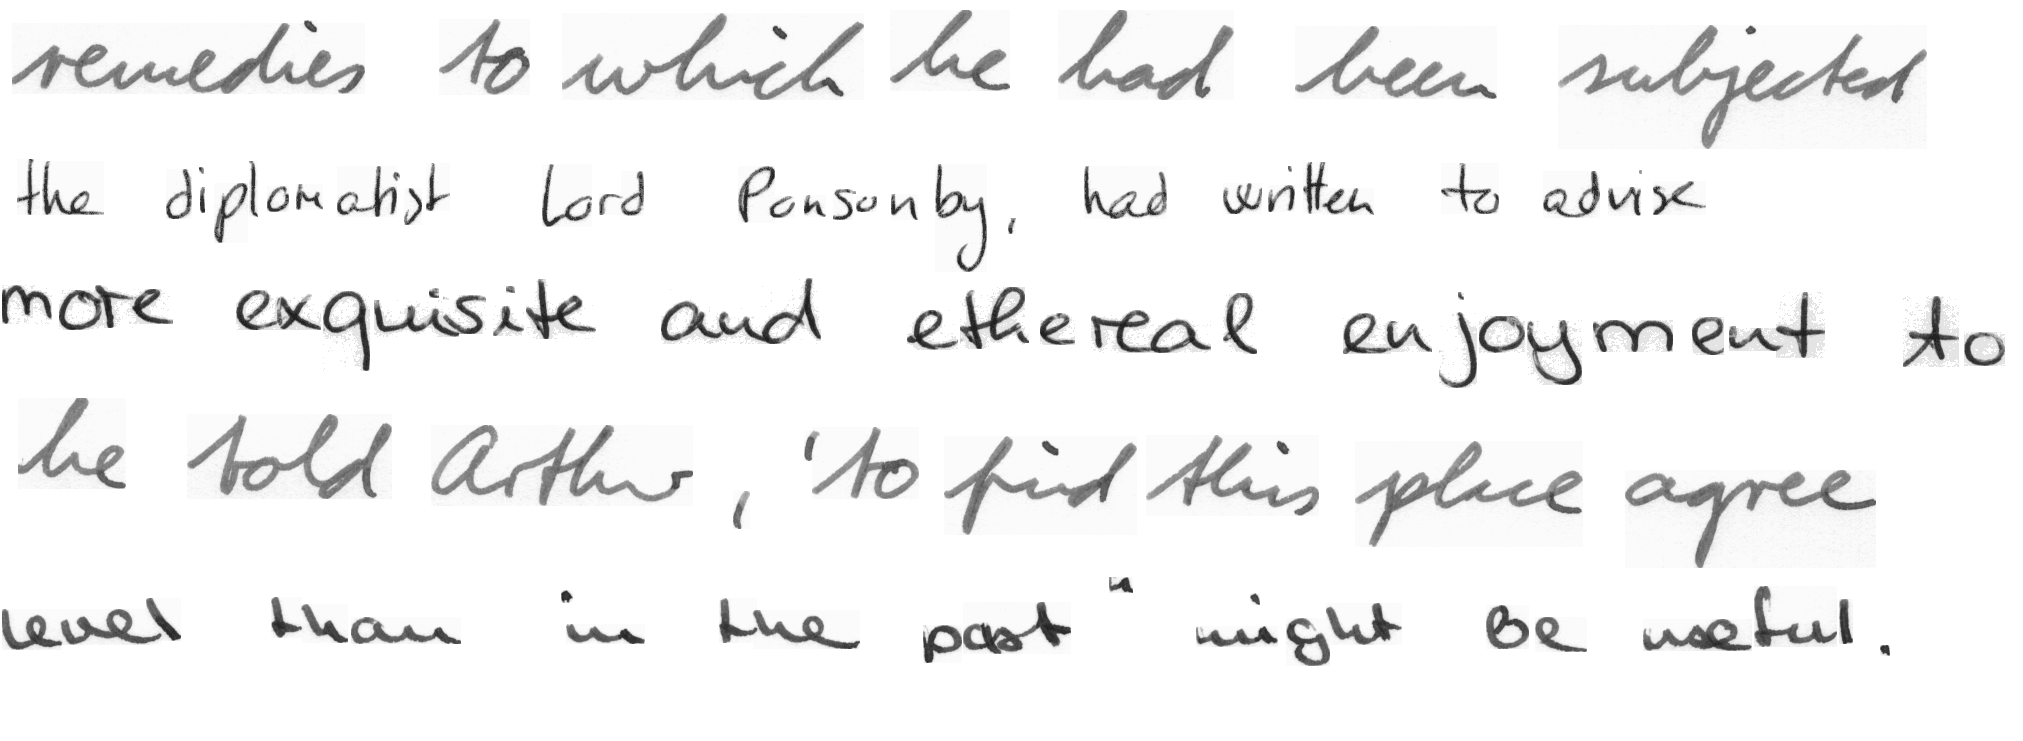 remedies to which he had been subjected
the diplomatist Lord Ponsonby, had written to advise
more exquisite and ethereal enjoyment to
he told Arthur, 'to find this place agree
level than in the past " might be useful.